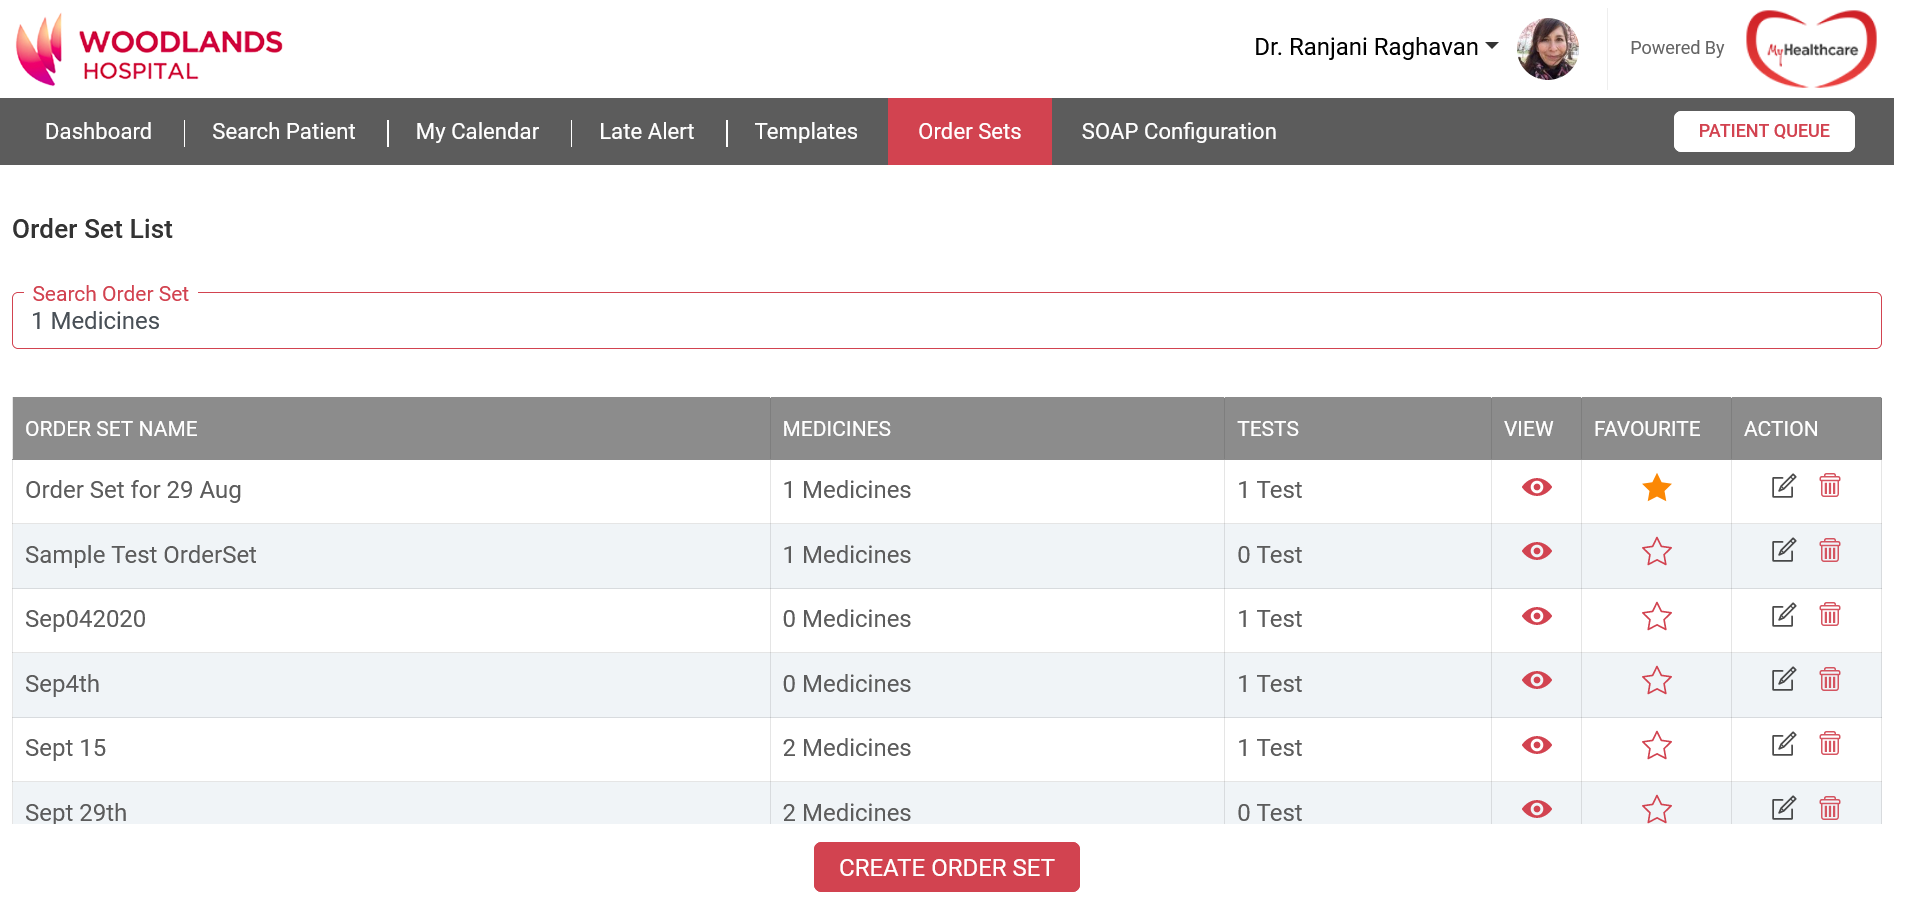 WOODLANDS
HOSPITAL
Dr. Ranjani Raghavan
Powered By
MyHealthcare
Dashboard
Search Patient
My Calendar
Late Alert
Templates
Order Sets
SOAP Configuration
PATIENT QUEUE
Order Set List
Search Order Set
1 Medicines
ORDER SET NAME MEDICINES TESTS VIEW FAVOURITE ACTION
Order Set for 29 Aug 1 Medicines 1 Test
Sample Test OrderSet 1 Medicines 0 Test
Sep042020 0 Medicines 1 Test
Sep4th 0 Medicines 1 Test
Sept 15 2 Medicines 1 Test
Sept 29th 2 Medicines 0 Test
CREATE ORDER SET